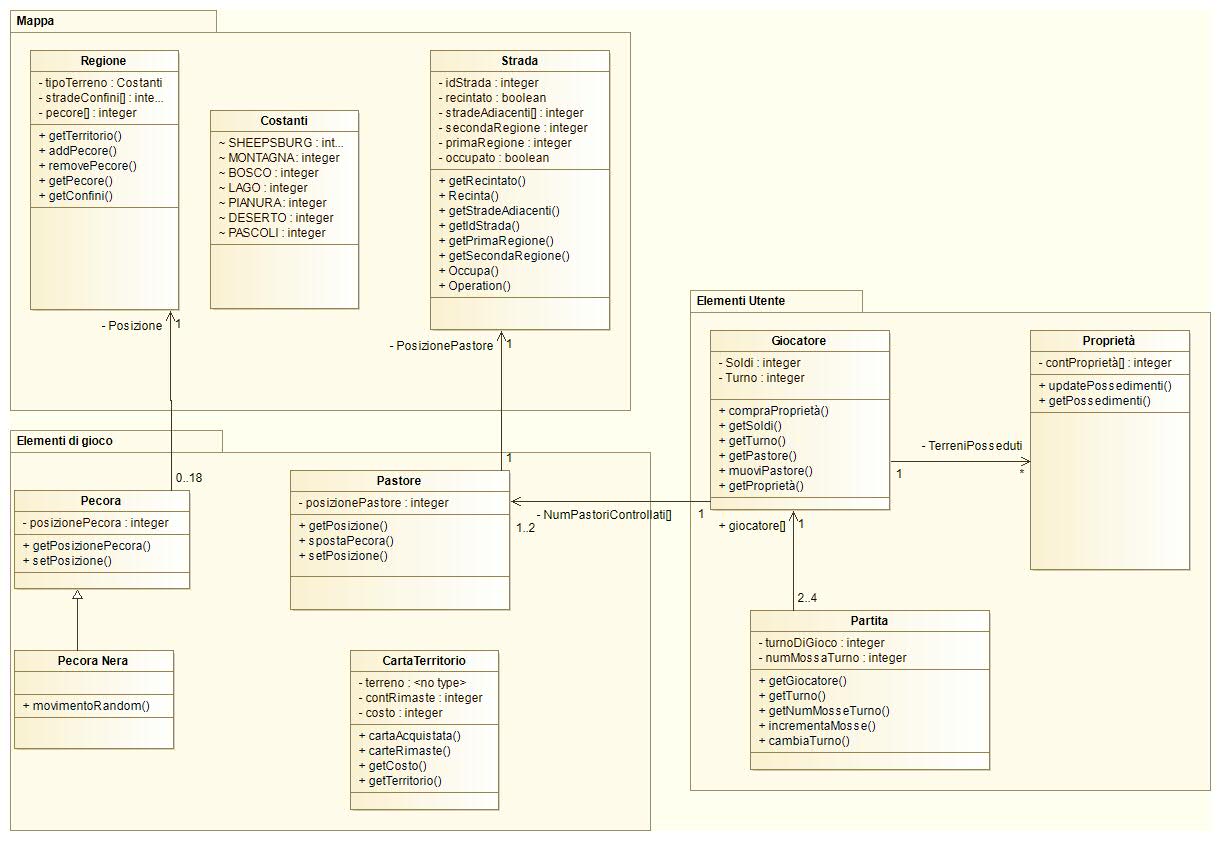 Mappa
Regione
- tipoTerreno : Costanti
- stradeConfini[] : inte...
- pecore[] : integer
+ getTerritorio()
+ addPecore()
+ removePecore()
+ getPecore()
+ getConfini()
Costanti
~ SHEEPSBURG : int...
~ MONTAGNA : integer
~ BOSCO : integer
~ LAGO : integer
~ PIANURA : integer
~ DESERTO : integer
~ PASCOLI : integer
Strada
- idStrada : integer
- recintato : boolean
- stradeAdiacenti[] : integer
- secondaRegione : integer
- primaRegione : integer
- occupato : boolean
+ getRecintato()
+ Recinta()
+ getStradeAdiacenti()
+ getIdStrada()
+ getPrimaRegione()
+ getSecondaRegione()
+ Occupa()
+ Operation()
- Posizione
1
- PosizionePastore
1
Elementi di gioco
0..18
1
Pecora
- posizionePecora : integer
+ getPosizionePecora()
+ setPosizione()
Pastore
- posizionePastore : integer
+ getPosizione()
+ spostaPecora()
+ setPosizione()
- NumPastoriControllati[]
1..2
1
Pecora Nera
+ movimentoRandom()
CartaTerritorio
- terreno : <no type>
- contRimaste : integer
- costo : integer
+ cartaAcquistata()
+ carteRimaste()
+ getCosto()
+ getTerritorio()
Elementi Utente
Giocatore
- Soldi : integer
- Turno : integer
+ compraProprietà()
+ getSoldi()
+ getTurno()
+ getPastore()
+ muoviPastore()
+ getProprietà()
Proprietà
- contProprietà[] : integer
+ updatePossedimenti()
+ getPossedimenti()
- TerreniPosseduti
1
*
+ giocatore[]
1
2..4
Partita
- turnoDiGioco : integer
- numMossaTurno : integer
+ getGiocatore()
+ getTurno()
+ getNumMosseTurno()
+ incrementaMosse()
+ cambiaTurno()